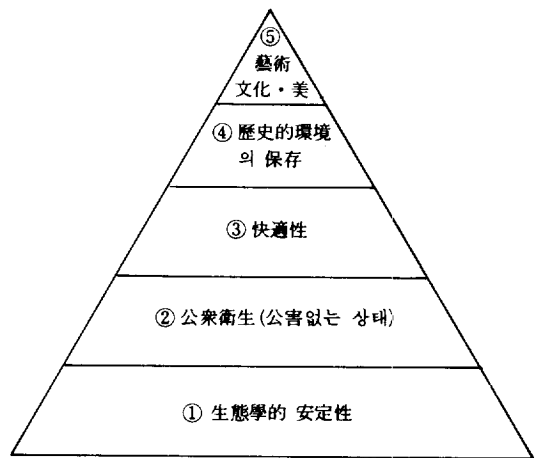 ⑤
藝術
文化·美
④ 歷史的環境
의 保存
③ 快適性
② 公衆衛生(公害없는 상태)
① 生態學的 安定性